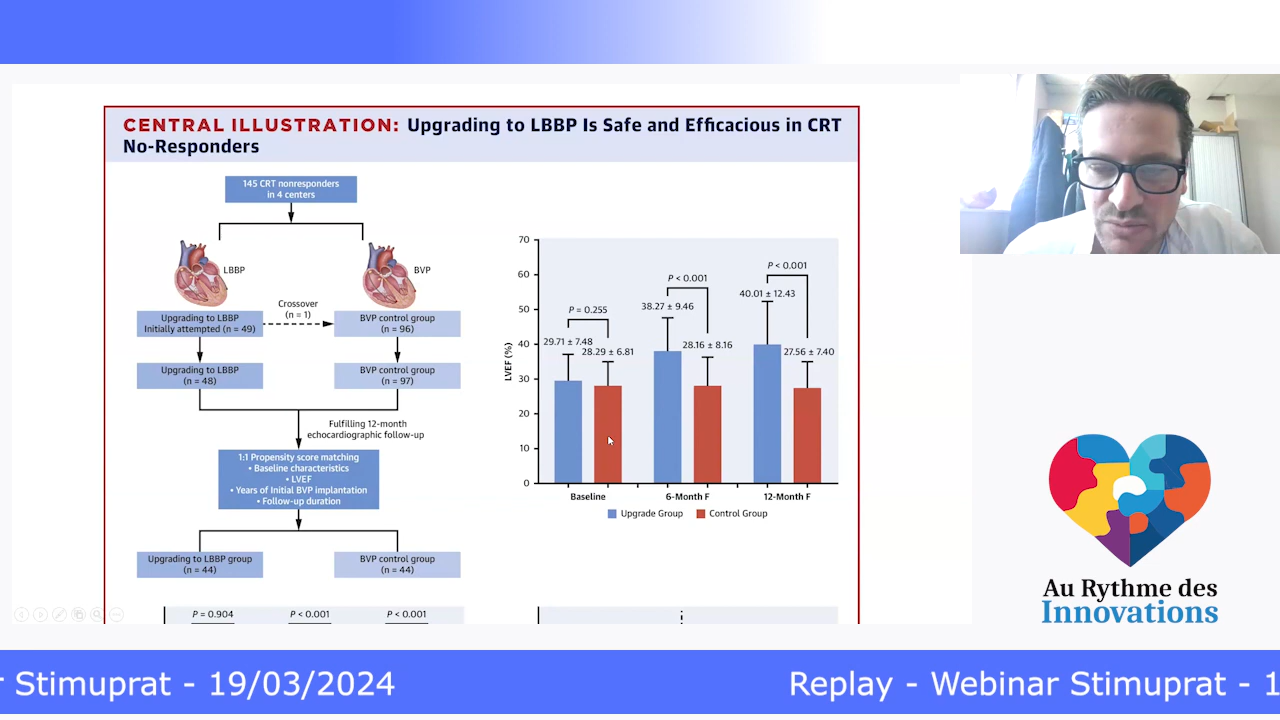 CENTRAL ILLUSTRATION: Upgrading to LBBP Is Safe and Efficacious in CRT
No-Responders
145 CRT nonresponders
in 4 centers
LBBP
BVP
Crossover
(n = 1)
Upgrading to LBBP
Initially attempted (n = 49)
BVP control group
(n = 96)
Upgrading to LBBP
(n = 48)
BVP control group
(n = 97)
Fulfilling 12-month
echocardiographic follow-up
1:1 Propensity score matching
• Baseline characteristics
• LVEF
• Years of Initial BVP implantation
• Follow-up duration
Upgrading to LBBP group
(n = 44)
BVP control group
(n = 44)
P = 0.904 P < 0.001 P < 0.001
LVEF (%)
70
60
50
40
30
20
10
0
P = 0.255
29.71 ± 7.48
28.29 ± 6.81
P < 0.001
38.27 ± 9.46
28.16 ± 8.16
P < 0.001
40.01 ± 12.43
27.56 ± 7.40
Baseline 6-Month F 12-Month F
Upgrade Group Control Group
Au Rythme des
Innovations
r Stimuprat - 19/03/2024 Replay - Webinar Stimuprat - 1